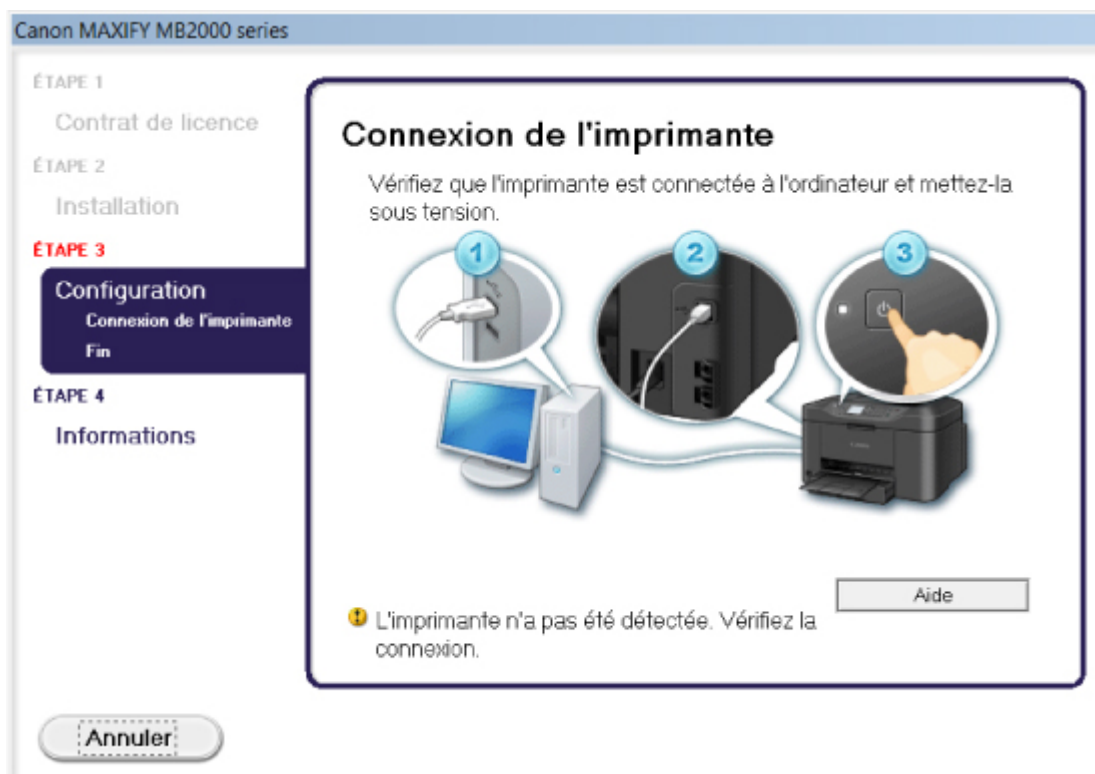 Canon MAXIFY MB2000 series
ÉTAPE 1
Contrat de licence
ÉTAPE 2
Installation
ÉTAPE 3
Configuration
Connexion de l'imprimante
Fin
ÉTAPE 4
Informations
Connexion de l'imprimante
Vérifiez que l'imprimante est connectée à l'ordinateur et mettez-la
sous tension.
1
2
3
Aide
L'imprimante n'a pas été détectée. Vérifiez la
connexion.
Annuler